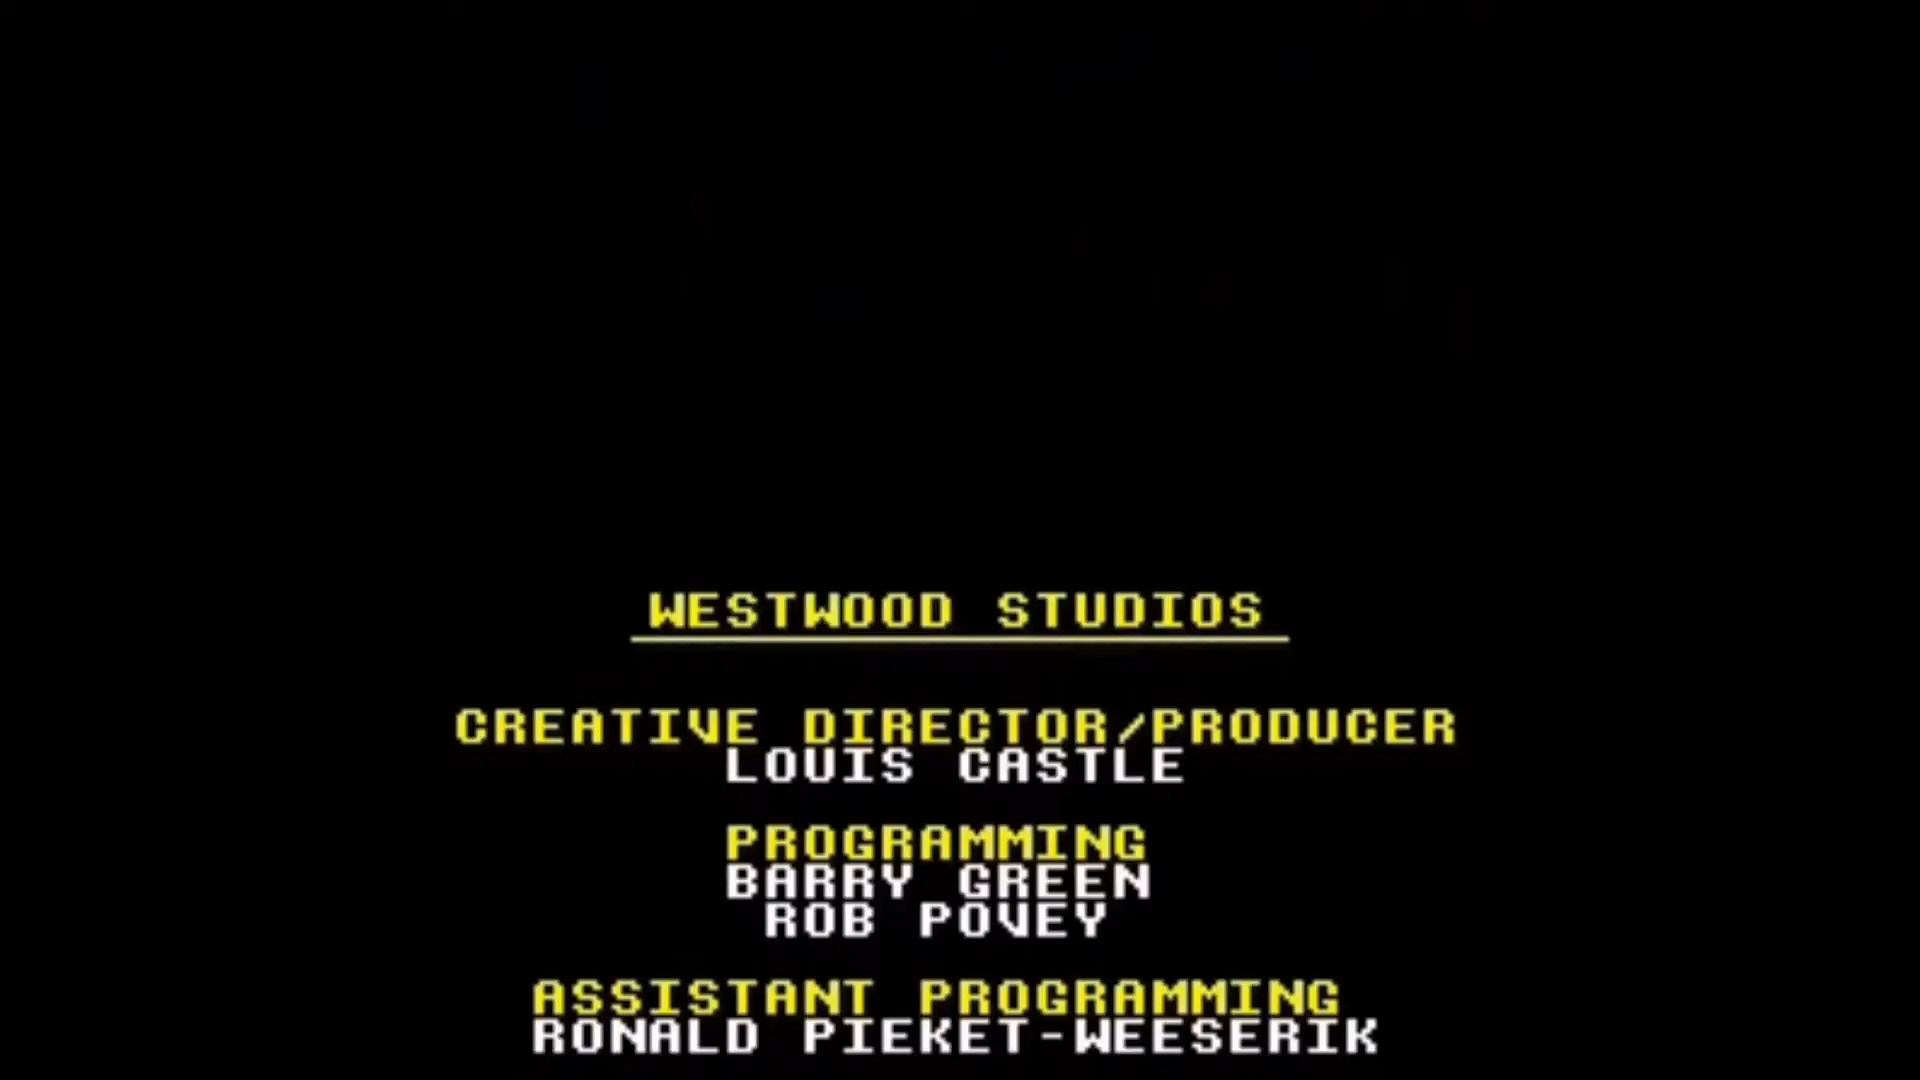 WESTWOOD STUDIOS
CREATIVE DIRECTOR/PRODUCER
LOUIS CASTLE
PROGRAMMING
BARRY GREEN
ROB POVEY
ASSISTANT PROGRAMMING
RONALD PIEKET-WEESERIK